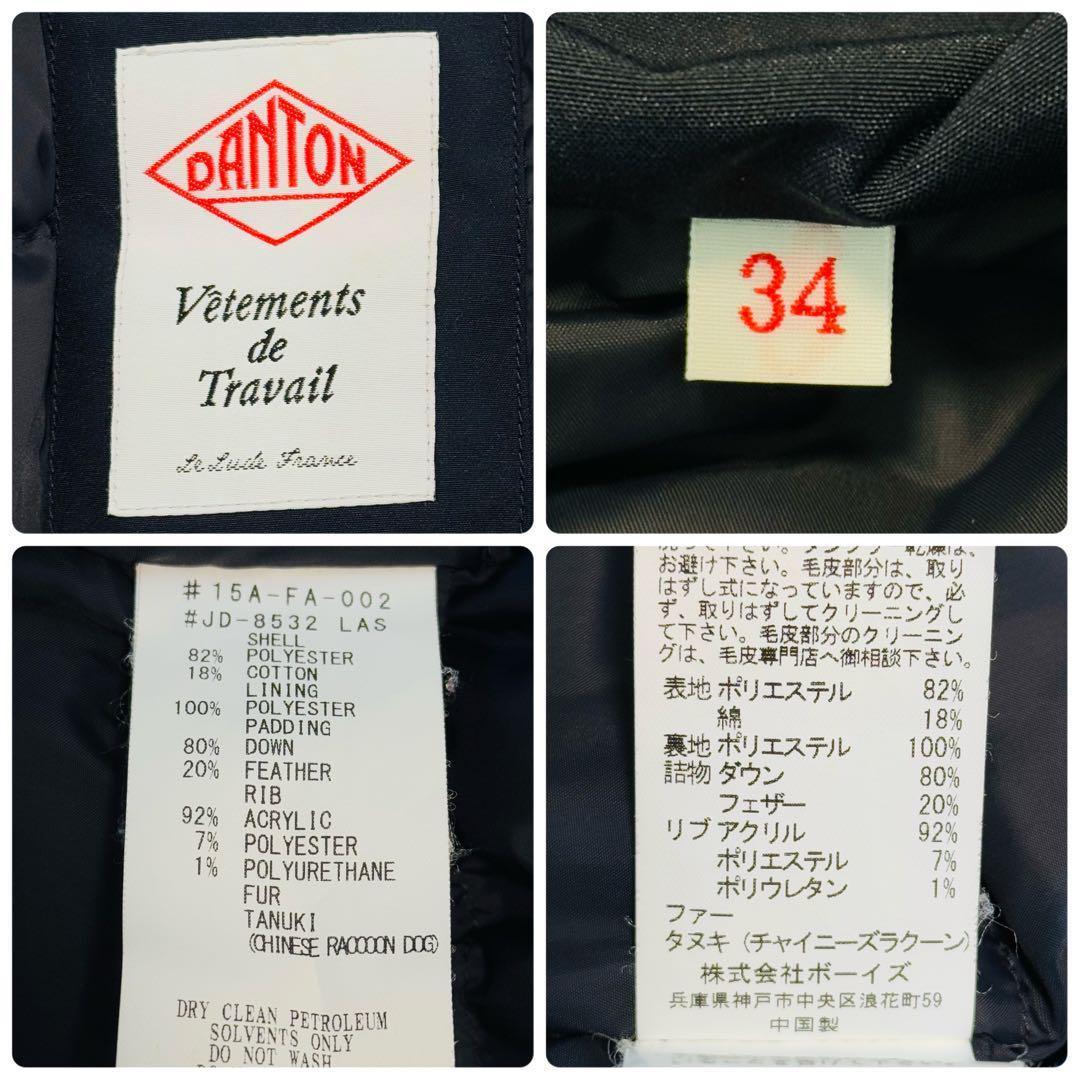 DANTON
Vêtements
de
Travail
Le Lude France
34
#15A-FA-002
#JD-8532 LAS
SHELL
82% POLYESTER
18% COTTON
LINING
100% POLYESTER
PADDING
80% DOWN
20% FEATHER
RIB
92% ACRYLIC
7% POLYESTER
1% POLYURETHANE
FUR
TANUKI
(CHINESE RACCOON DOG)
DRY CLEAN PETROLEUM
SOLVENTS ONLY
DO NOT WASH
お避け下さい。毛皮部分は、取り
はずし式になっていますので、必
ず、取りはずしてクリーニングし
て下さい。毛皮部分のクリーニン
グは、毛皮専門店へ御相談下さい。
表地 ポリエステル 82%
綿 18%
裏地 ポリエステル 100%
詰物 ダウン 80%
フェザー 20%
リブ アクリル 92%
ポリエステル 7%
ポリウレタン 1%
ファー
タヌキ (チャイニーズラクーン)
株式会社ボーイズ
兵庫県神戸市中央区浪花町59
中国製